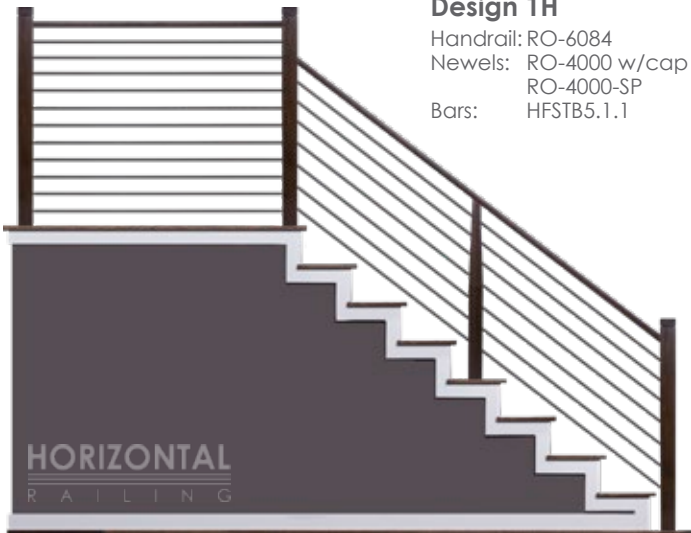 Design 1H
Handrail: RO-6084
Newels: RO-4000 w/cap
RO-4000-SP
Bars: HFSTB5.1.1
HORIZONTAL
RAILING